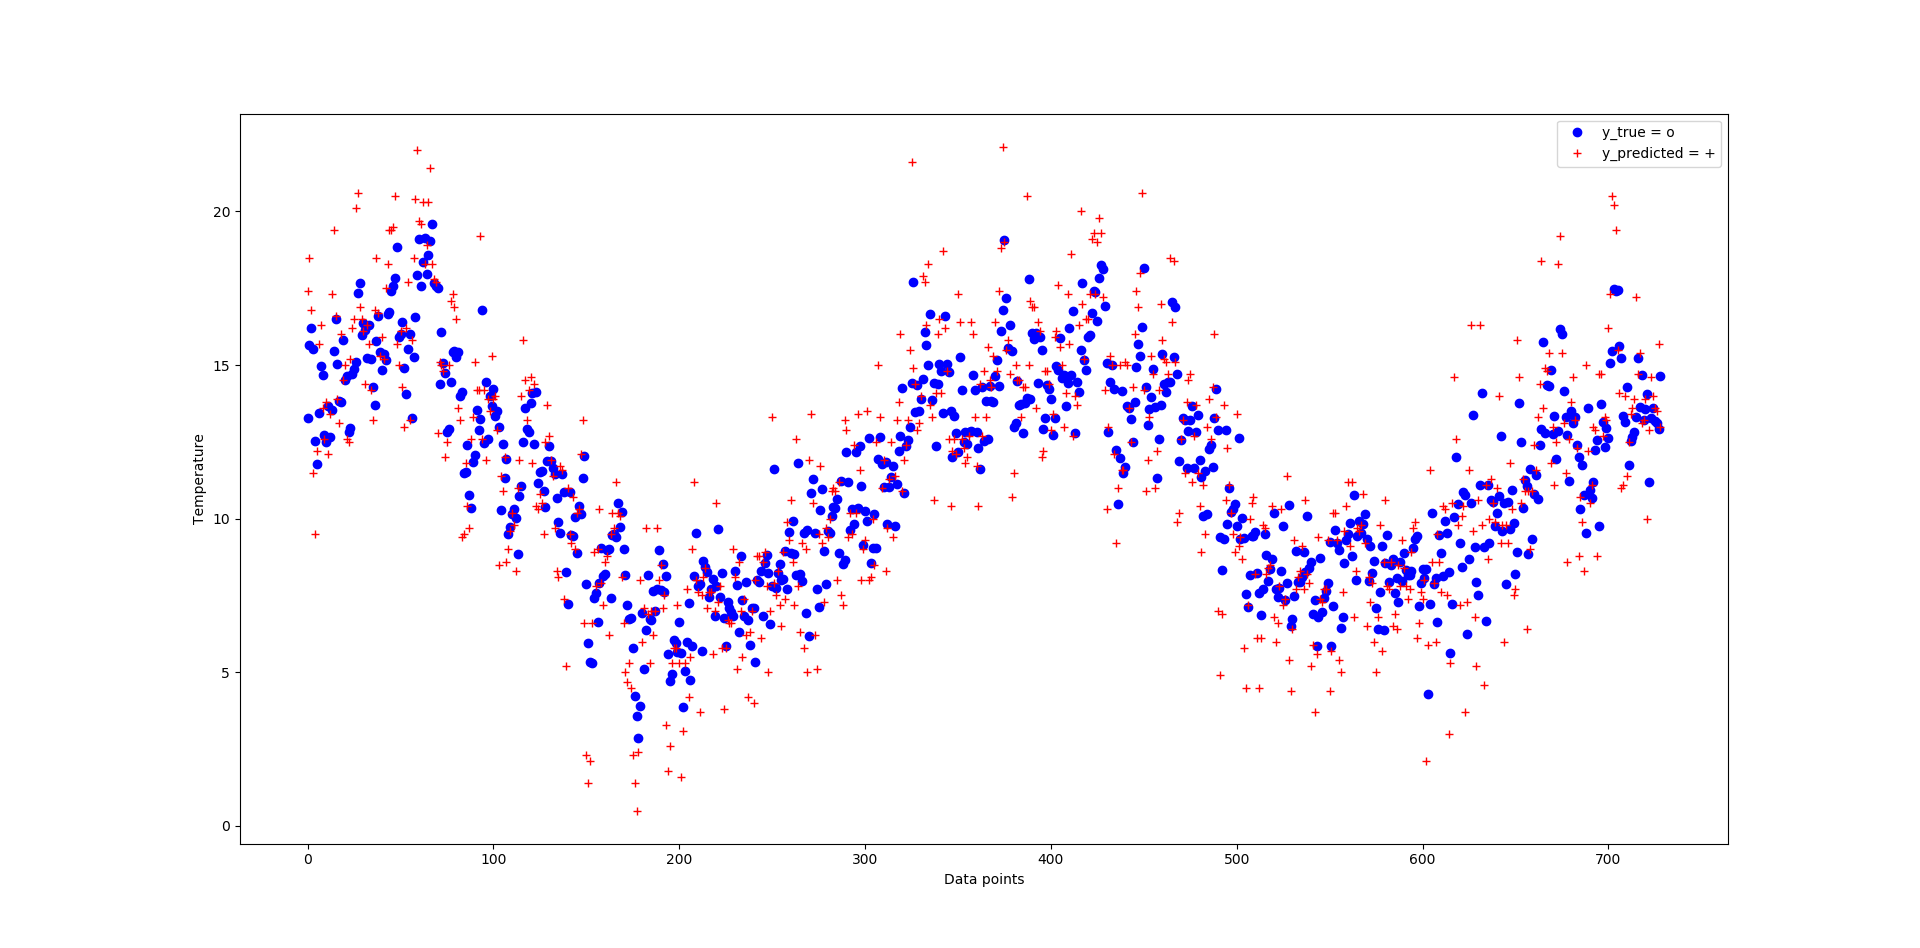 y_true = o
y_predicted = +
Temperature
20
15
10
5
0
0 100 200 300 400 500 600 700
Data points